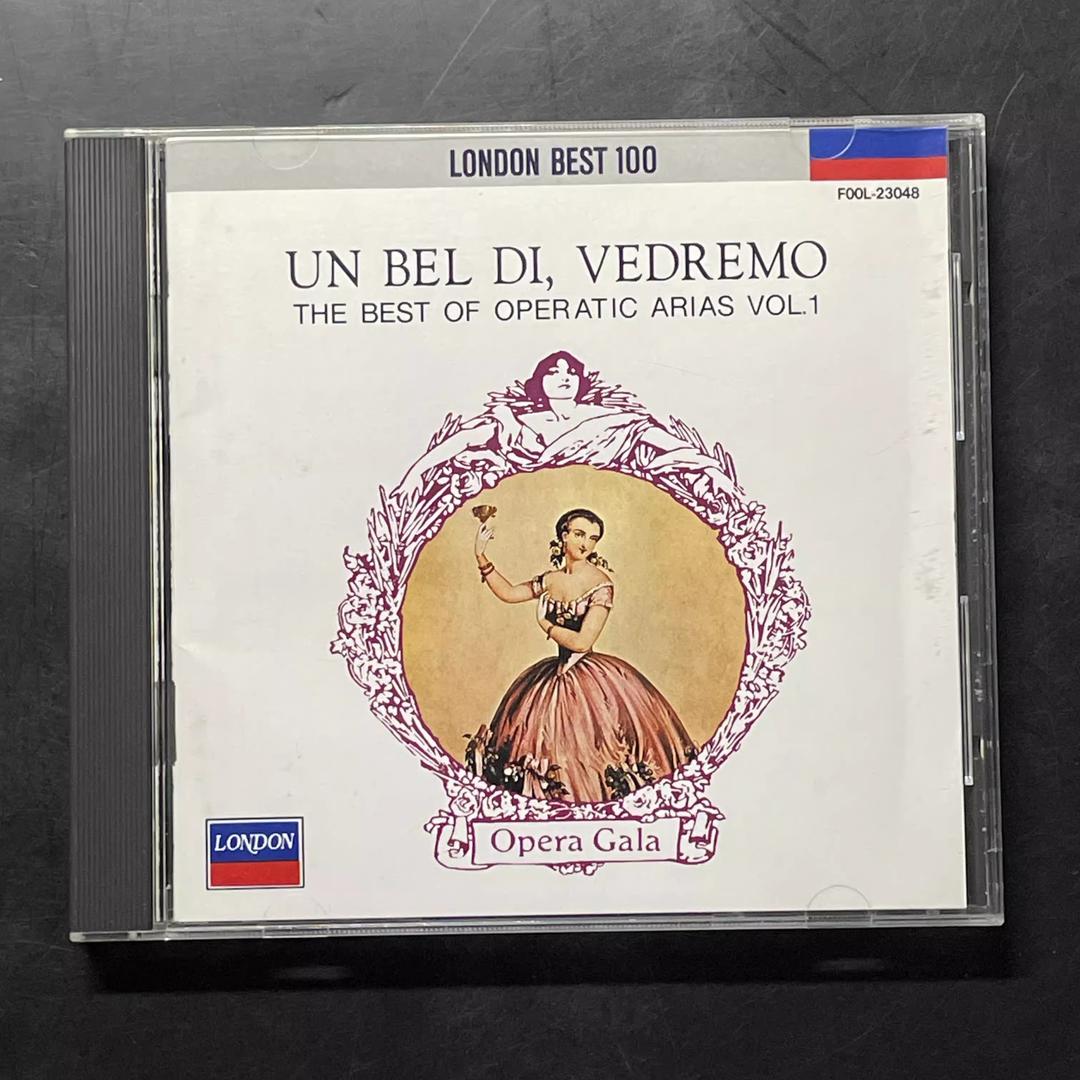 LONDON BEST 100
F00L-23048
UN BEL DI, VEDREMO
THE BEST OF OPERATIC ARIAS VOL.1
Opera Gala
LONDON